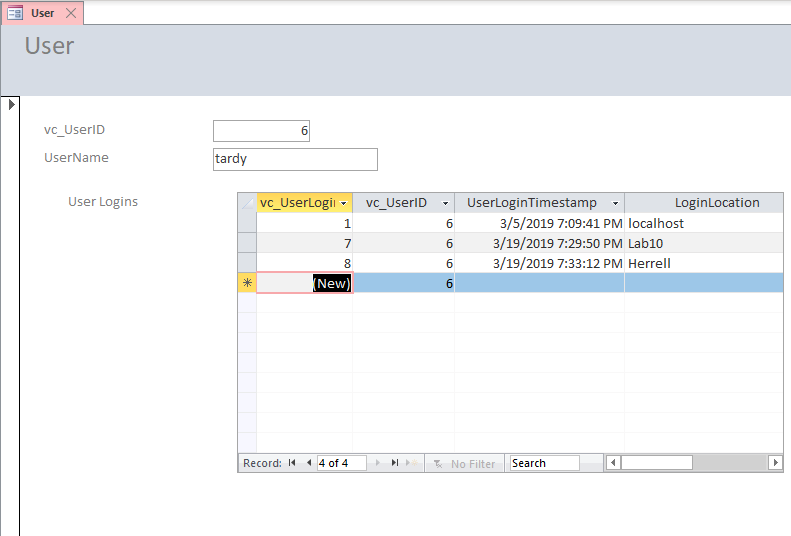 User
User
vc_UserID 6
UserName tardy
User Logins
vc_UserLogin vc_UserID UserLoginTimestamp LoginLocation
1 6 3/5/2019 7:09:41 PM localhost
7 6 3/19/2019 7:29:50 PM Lab10
8 6 3/19/2019 7:33:12 PM Herrell
(New) 6
Record: 4 of 4 No Filter Search